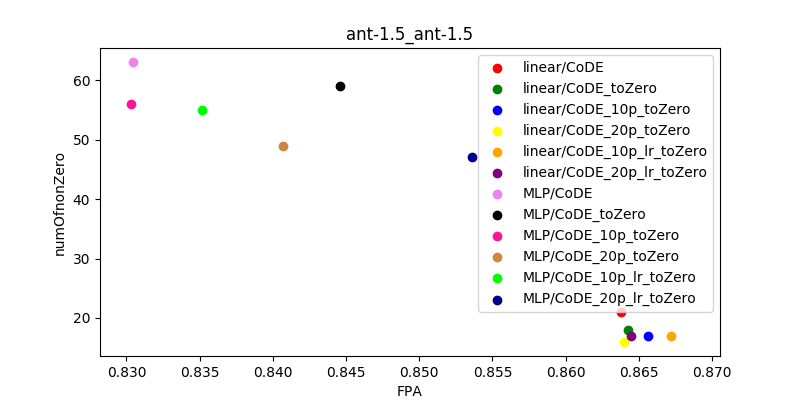 ant-1.5_ant-1.5
60
50
40
30
20
numOfnonZero
linear/CoDE
linear/CoDE_toZero
linear/CoDE_10p_toZero
linear/CoDE_20p_toZero
linear/CoDE_10p_lr_toZero
linear/CoDE_20p_lr_toZero
MLP/CoDE
MLP/CoDE_toZero
MLP/CoDE_10p_toZero
MLP/CoDE_20p_toZero
MLP/CoDE_10p_lr_toZero
MLP/CoDE_20p_lr_toZero
0.830 0.835 0.840 0.845 0.850 0.855 0.860 0.865 0.870
FPA